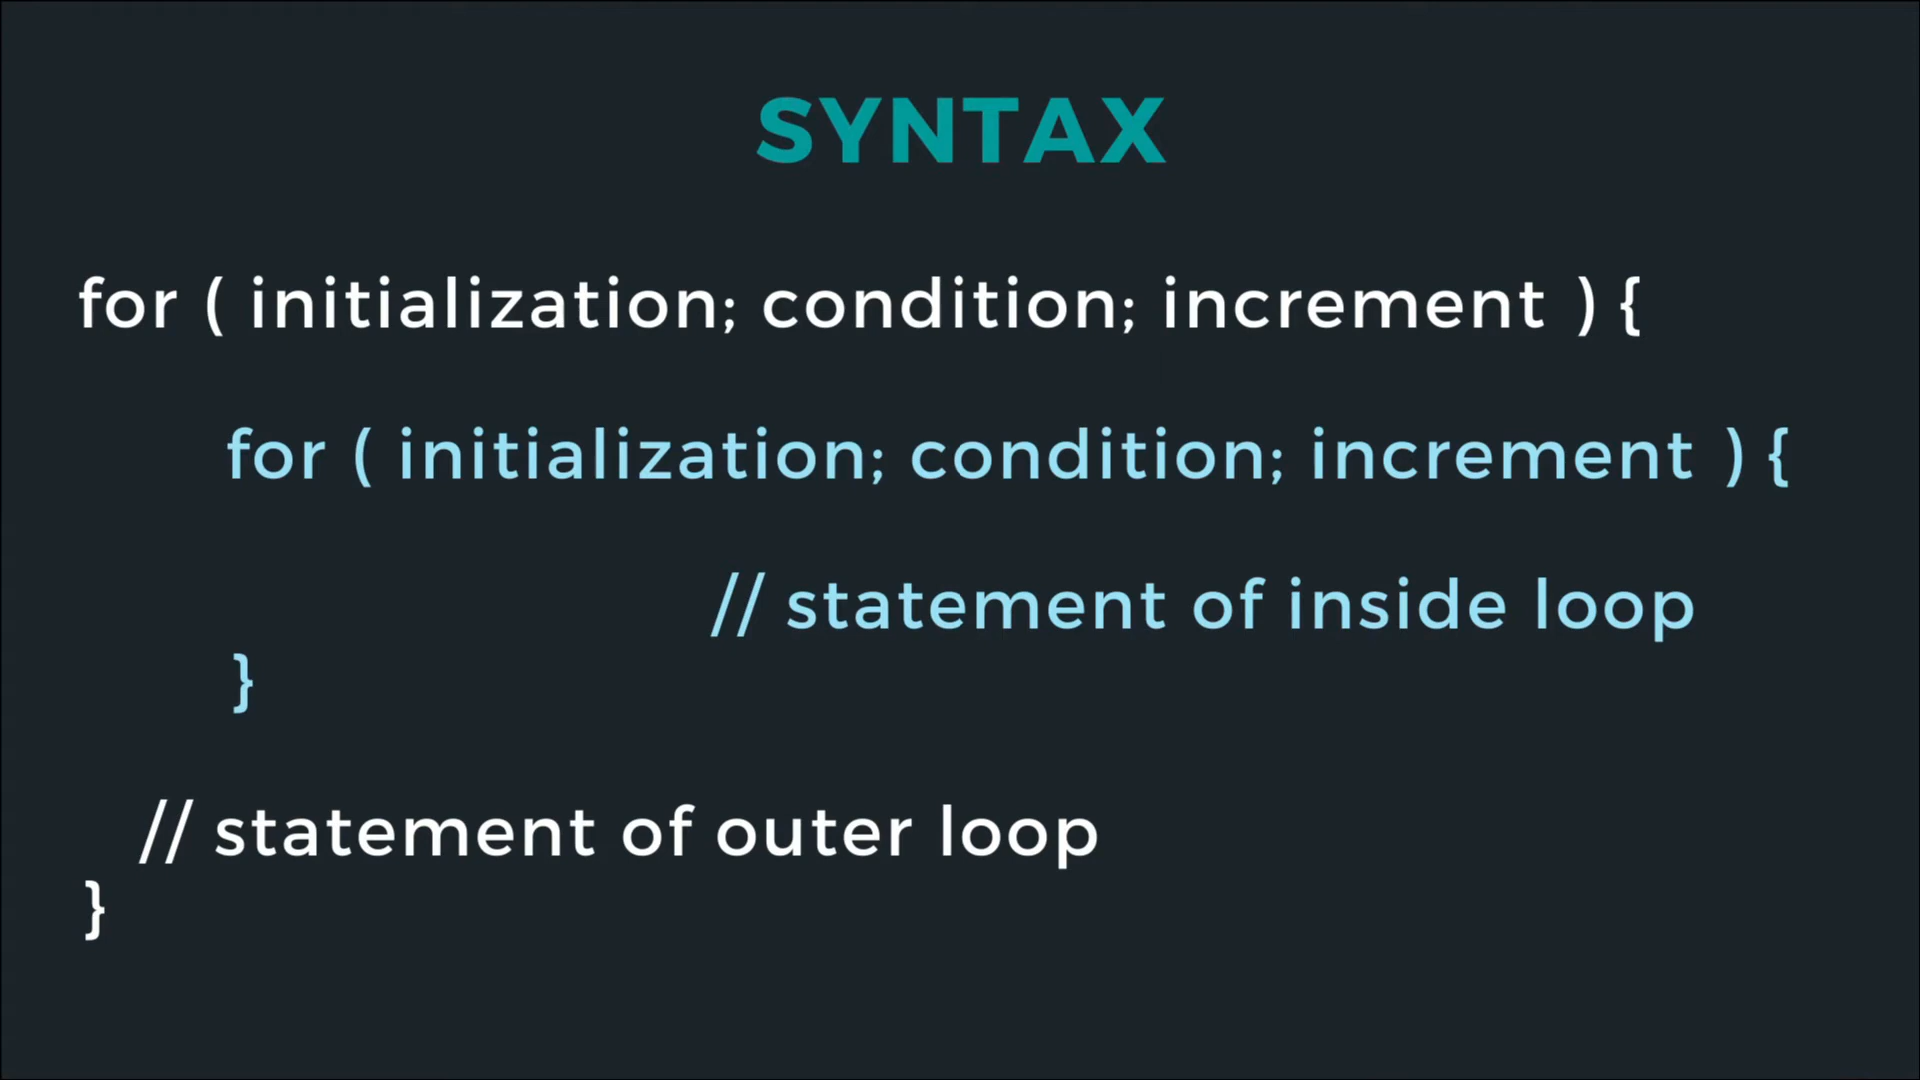 SYNTAX
for ( initialization; condition; increment ) {
for ( initialization; condition; increment ) {
// statement of inside loop
}
// statement of outer loop
}